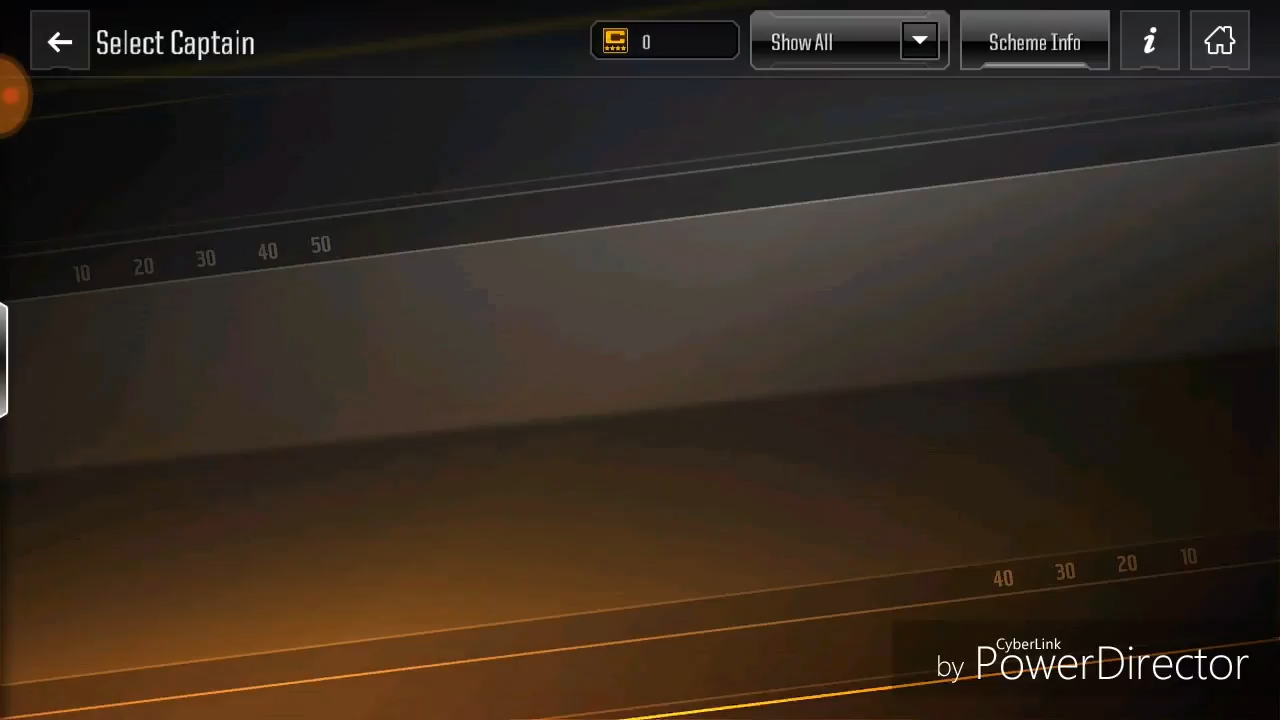 Select Captain
0
Show All
Scheme Info
i
10 20 30 40 50
40 30 20 10
CyberLink
by PowerDirector